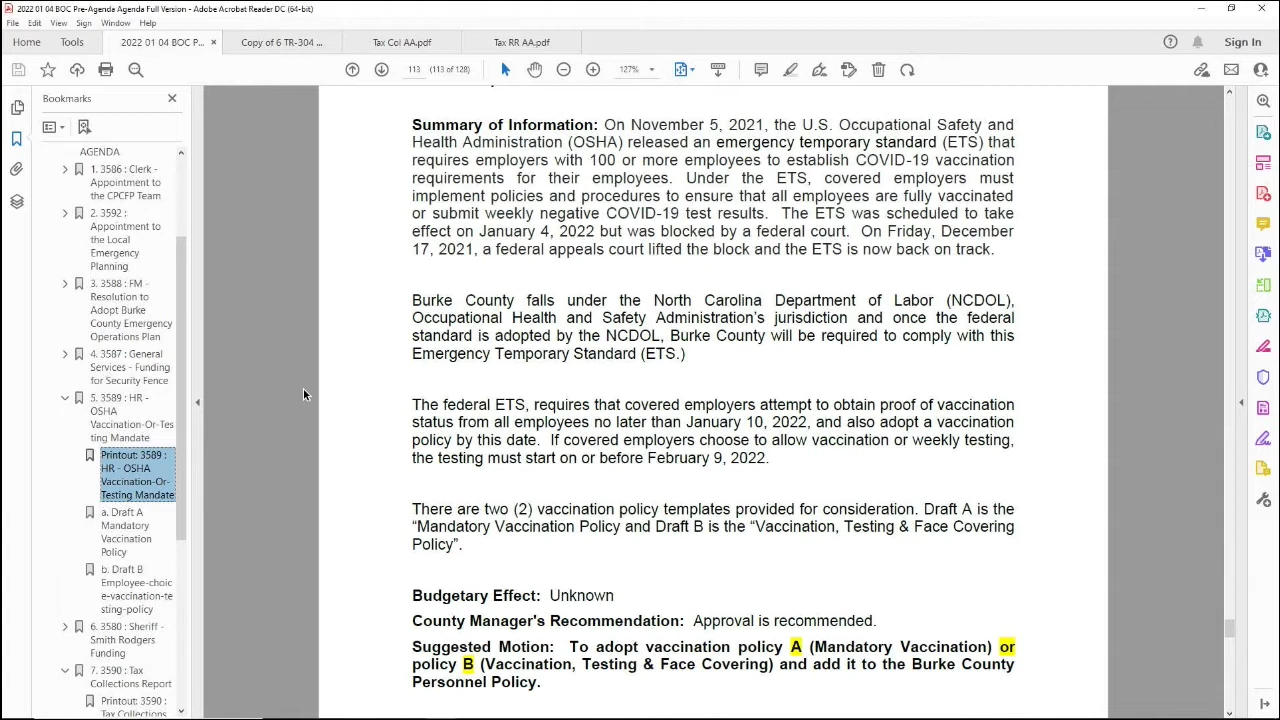 2022 01 04 BOC Pre-Agenda Agenda Full Version - Adobe Acrobat Reader DC (64-bit)
File Edit View Sign Window Help
Home Tools 2022 01 04 BOC P... × Copy of 6 TR-304 ... Tax Col AA.pdf Tax RR AA.pdf Sign In
113 (113 of 128) 127%
Bookmarks
AGENDA
1. 3586 : Clerk -
Appointment to
the CPCFP Team
2. 3592 :
Appointment to
the Local
Emergency
Planning
3. 3588 : FM -
Resolution to
Adopt Burke
County Emergency
Operations Plan
4. 3587 : General
Services - Funding
for Security Fence
5. 3589 : HR -
OSHA
Vaccination-Or-Tes
ting Mandate
Printout: 3589 :
HR - OSHA
Vaccination-Or-
Testing Mandate
a. Draft A
Mandatory
Vaccination
Policy
b. Draft B
Employee-choic
e-vaccination-te
sting-policy
6. 3580 : Sheriff -
Smith Rodgers
Funding
7. 3590 : Tax
Collections Report
Printout: 3590 :
Tax Collections
Summary of Information: On November 5, 2021, the U.S. Occupational Safety and
Health Administration (OSHA) released an emergency temporary standard (ETS) that
requires employers with 100 or more employees to establish COVID-19 vaccination
requirements for their employees. Under the ETS, covered employers must
implement policies and procedures to ensure that all employees are fully vaccinated
or submit weekly negative COVID-19 test results. The ETS was scheduled to take
effect on January 4, 2022 but was blocked by a federal court. On Friday, December
17, 2021, a federal appeals court lifted the block and the ETS is now back on track.
Burke County falls under the North Carolina Department of Labor (NCDOL),
Occupational Health and Safety Administration's jurisdiction and once the federal
standard is adopted by the NCDOL, Burke County will be required to comply with this
Emergency Temporary Standard (ETS.)
The federal ETS, requires that covered employers attempt to obtain proof of vaccination
status from all employees no later than January 10, 2022, and also adopt a vaccination
policy by this date. If covered employers choose to allow vaccination or weekly testing,
the testing must start on or before February 9, 2022.
There are two (2) vaccination policy templates provided for consideration. Draft A is the
“Mandatory Vaccination Policy and Draft B is the “Vaccination, Testing & Face Covering
Policy”.
Budgetary Effect: Unknown
County Manager's Recommendation: Approval is recommended.
Suggested Motion: To adopt vaccination policy A (Mandatory Vaccination) or
policy B (Vaccination, Testing & Face Covering) and add it to the Burke County
Personnel Policy.